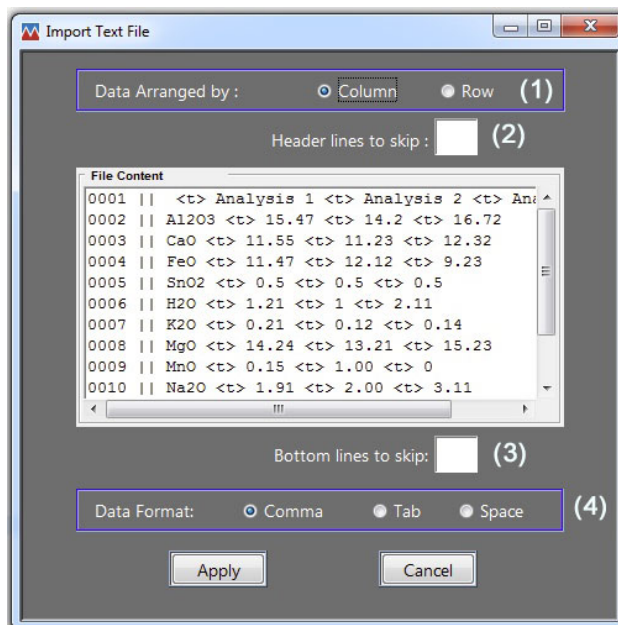 Import Text File
Data Arranged by : Column Row (1)
Header lines to skip : (2)
File Content
0001 || <t> Analysis 1 <t> Analysis 2 <t>
0002 || Al2O3 <t> 15.47 <t> 14.2 <t> 16.72
0003 || CaO <t> 11.55 <t> 11.23 <t> 12.32
0004 || FeO <t> 11.47 <t> 12.12 <t> 9.23
0005 || SnO2 <t> 0.5 <t> 0.5 <t> 0.5
0006 || H2O <t> 1.21 <t> 1 <t> 2.11
0007 || K2O <t> 0.21 <t> 0.12 <t> 0.14
0008 || MgO <t> 14.24 <t> 13.21 <t> 15.23
0009 || MnO <t> 0.15 <t> 1.00 <t> 0
0010 || Na2O <t> 1.91 <t> 2.00 <t> 3.11
Bottom lines to skip: (3)
Data Format: Comma Tab Space (4)
Apply Cancel